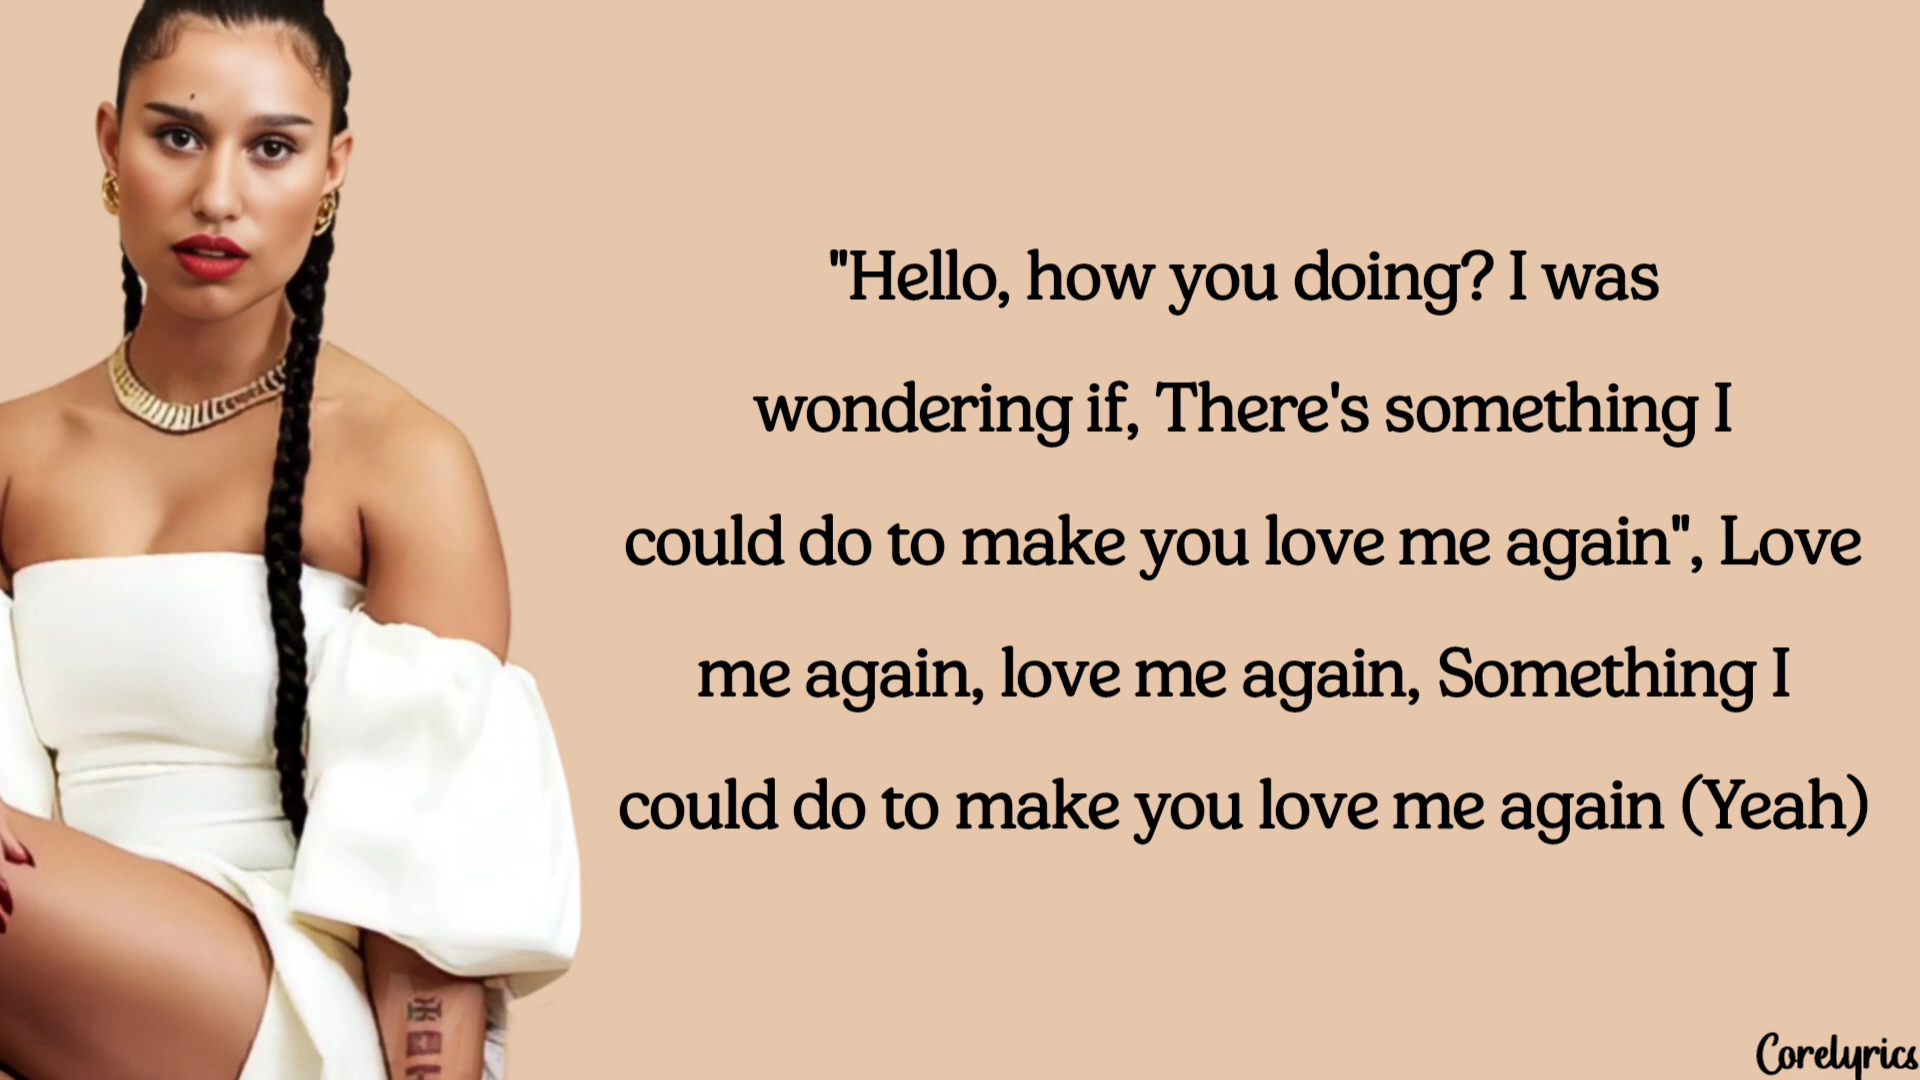 "Hello, how you doing? I was
wondering if, There's something I
could do to make you love me again", Love
me again, love me again, Something I
could do to make you love me again (Yeah)
Corelyrics